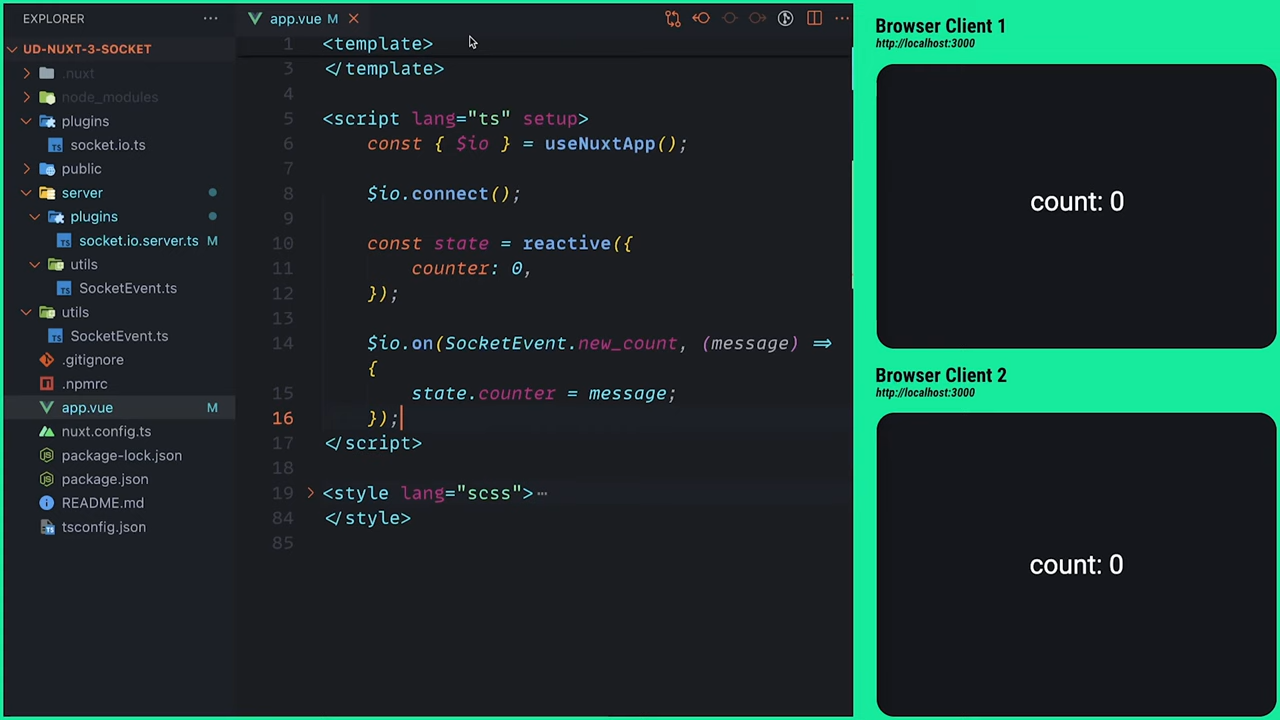 EXPLORER
UD-NUXT-3-SOCKET
.nuxt
node_modules
plugins
TS socket.io.ts
public
server
plugins
TS socket.io.server.ts M
utils
TS SocketEvent.ts
utils
TS SocketEvent.ts
.gitignore
.npmrc
app.vue M
nuxt.config.ts
package-lock.json
package.json
README.md
TS tsconfig.json
app.vue M
1 <template>
3 </template>
4
5 <script lang="ts" setup>
6 const { $io } = useNuxtApp();
7
8 $io.connect();
9
10 const state = reactive({
11 counter: 0,
12 });
13
14 $io.on(SocketEvent.new_count, (message) =>
{
15 state.counter = message;
16 });
17 </script>
18
19 <style lang="scss">…
84 </style>
85
Browser Client 1
http://localhost:3000
count: 0
Browser Client 2
http://localhost:3000
count: 0